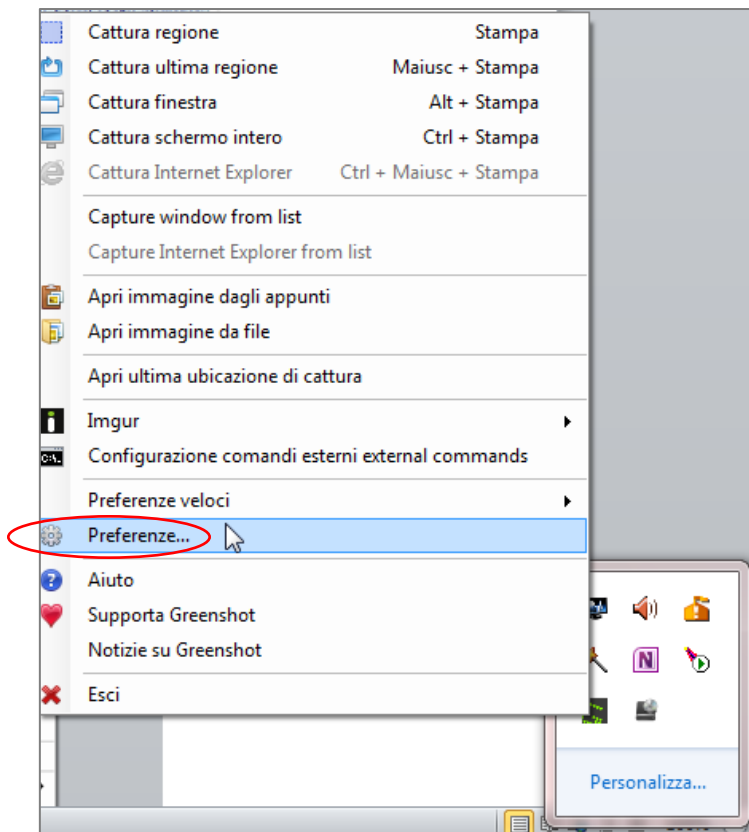 Cattura regione Stampa
Cattura ultima regione Maiusc + Stampa
Cattura finestra Alt + Stampa
Cattura schermo intero Ctrl + Stampa
Cattura Internet Explorer Ctrl + Maiusc + Stampa
Capture window from list
Capture Internet Explorer from list
Apri immagine dagli appunti
Apri immagine da file
Apri ultima ubicazione di cattura
Imgur
Configurazione comandi esterni external commands
Preferenze veloci
Preferenze...
Aiuto
Supporta Greenshot
Notizie su Greenshot
Esci
Personalizza...